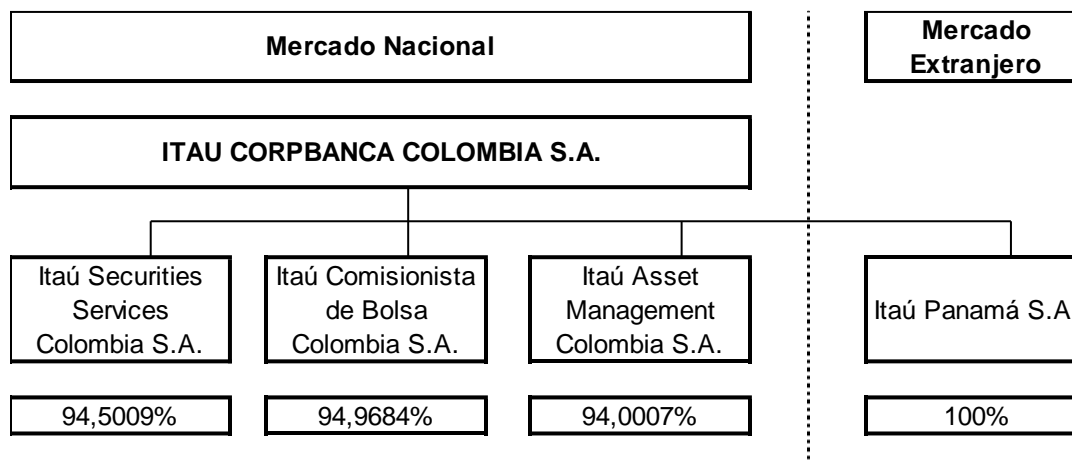 Mercado Nacional
Mercado
Extranjero
ITAU CORPBANCA COLOMBIA S.A.
Itaú Securities
Services
Colombia S.A.
Itaú Comisionista
de Bolsa
Colombia S.A.
Itaú Asset
Management
Colombia S.A.
Itaú Panamá S.A
94,5009%
94,9684%
94,0007%
100%